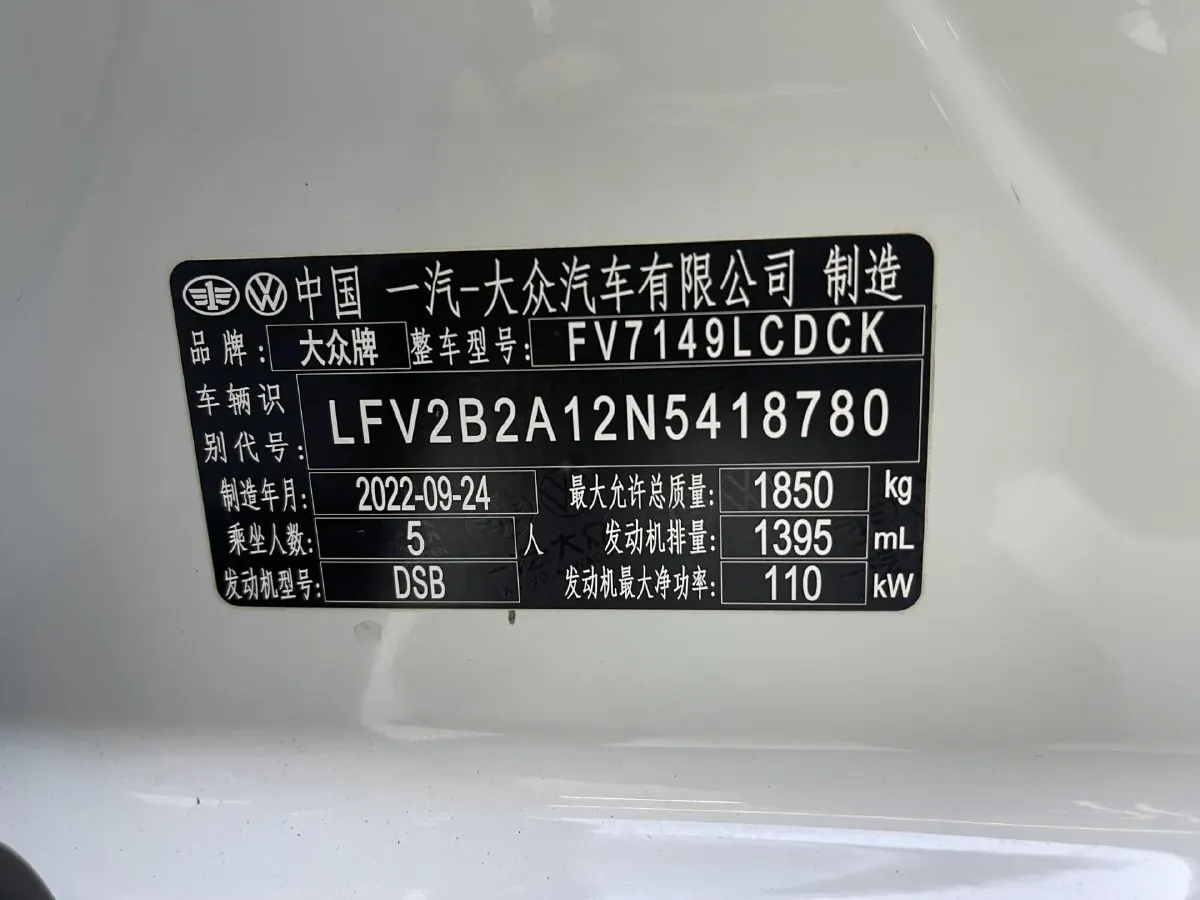 中国 一汽-大众汽车有限公司 制造
品牌: 大众牌 整车型号: FV7149LCDCK
车辆识别代号: LFV2B2A12N5418780
制造年月: 2022-09-24 最大允许总质量: 1850 kg
乘坐人数: 5 人 发动机排量: 1395 mL
发动机型号: DSB 发动机最大净功率: 110 kW